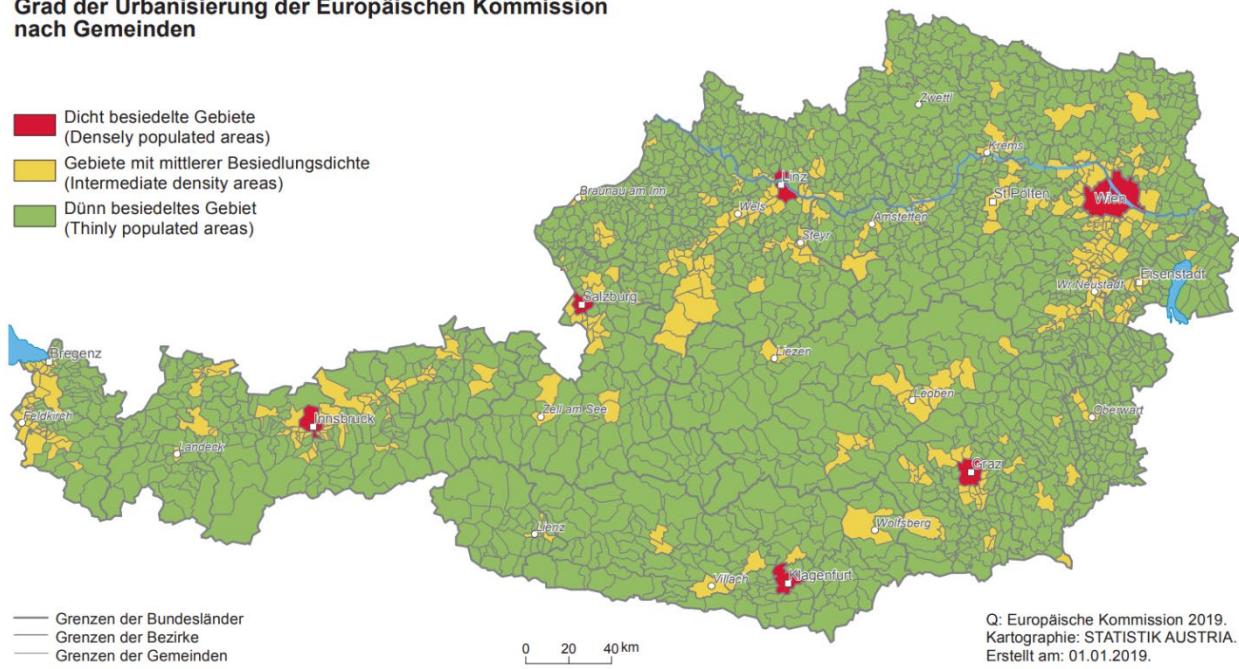 Grad der Urbanisierung der Europäischen Kommission
nach Gemeinden
Dicht besiedelte Gebiete
(Densely populated areas)
Gebiete mit mittlerer Besiedlungsdichte
(Intermediate density areas)
Dünn besiedeltes Gebiet
(Thinly populated areas)
Zwettl
Krems
Linz
Braunau am Inn
Wels
St. Pölten
Wien
Amstetten
Steyr
Eisenstadt
Wr. Neustadt
Salzburg
Liezen
Bregenz
Leoben
Zell am See
Oberwart
Feldkirch
Innsbruck
Landeck
Graz
Wolfsberg
Lienz
Villach
Klagenfurt
Grenzen der Bundesländer
Grenzen der Bezirke
Grenzen der Gemeinden
0 20 40 km
Q: Europäische Kommission 2019.
Kartographie: STATISTIK AUSTRIA.
Erstellt am: 01.01.2019.